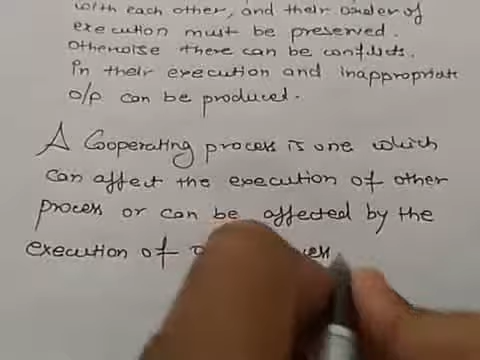 with each other, and their order of
execution must be preserved.
otherwise there can be conflicts.
in their execution and inappropriate
o/p can be produced.
A Cooperating process is one which
can affect the execution of other
process or can be affected by the
execution of